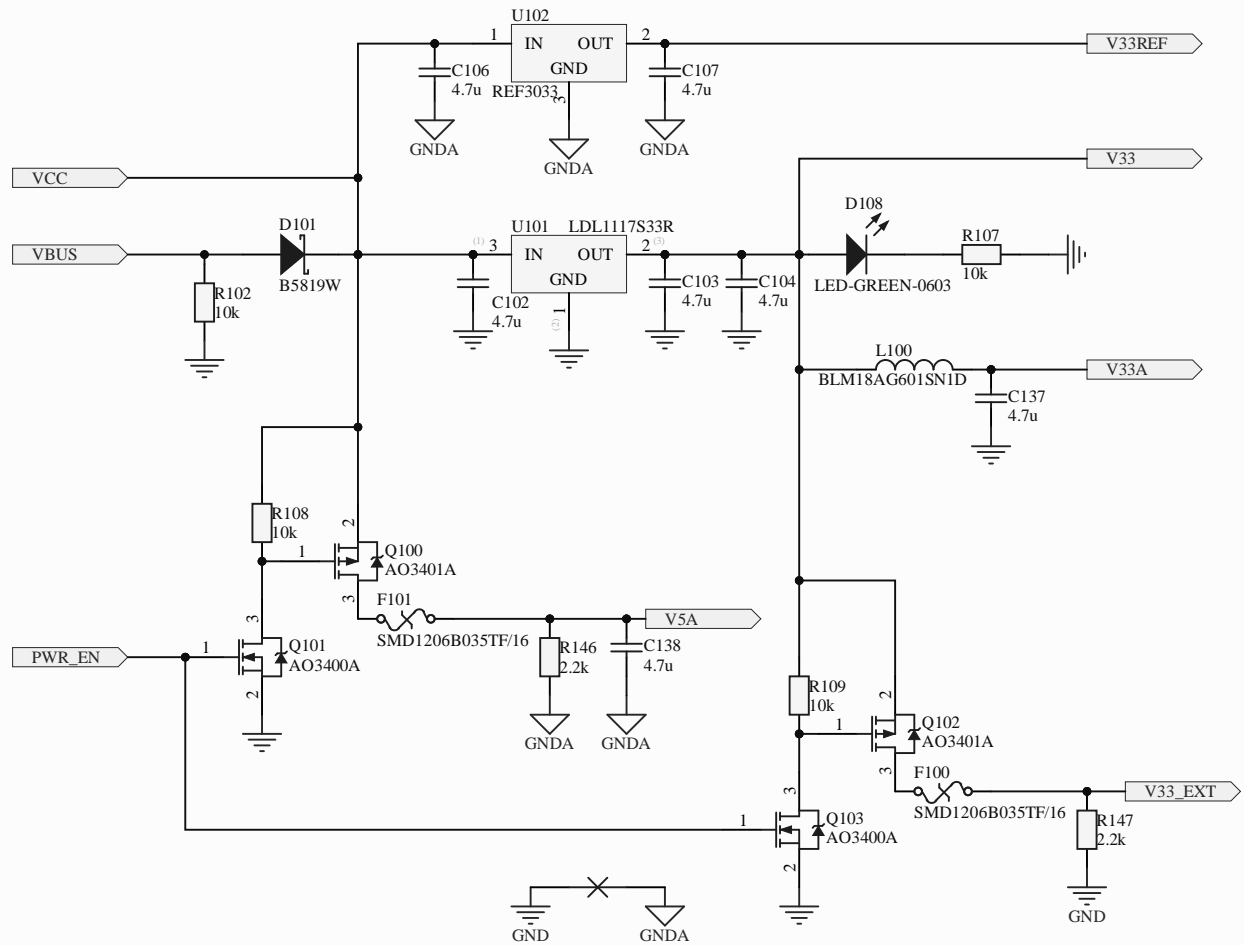 U102
1 IN OUT 2
GND
REF3033
3
C106
4.7u
C107
4.7u
GNDA
GNDA
GNDA
V33REF
VCC
V33
VBUS
D101
B5819W
R102
10k
U101 LDL1117S33R
(1) 3 IN OUT 2 (3)
GND
(2) 1
C102
4.7u
C103
4.7u
C104
4.7u
D108
LED-GREEN-0603
R107
10k
L100
BLM18AG601SN1D
V33A
C137
4.7u
R108
10k
2
1
Q100
AO3401A
3
F101
SMD1206B035TF/16
V5A
PWR_EN
3
1
Q101
AO3400A
2
R146
2.2k
C138
4.7u
GNDA
GNDA
R109
10k
2
1
Q102
AO3401A
3
F100
SMD1206B035TF/16
V33_EXT
3
1
Q103
AO3400A
2
R147
2.2k
GND
GND
GNDA